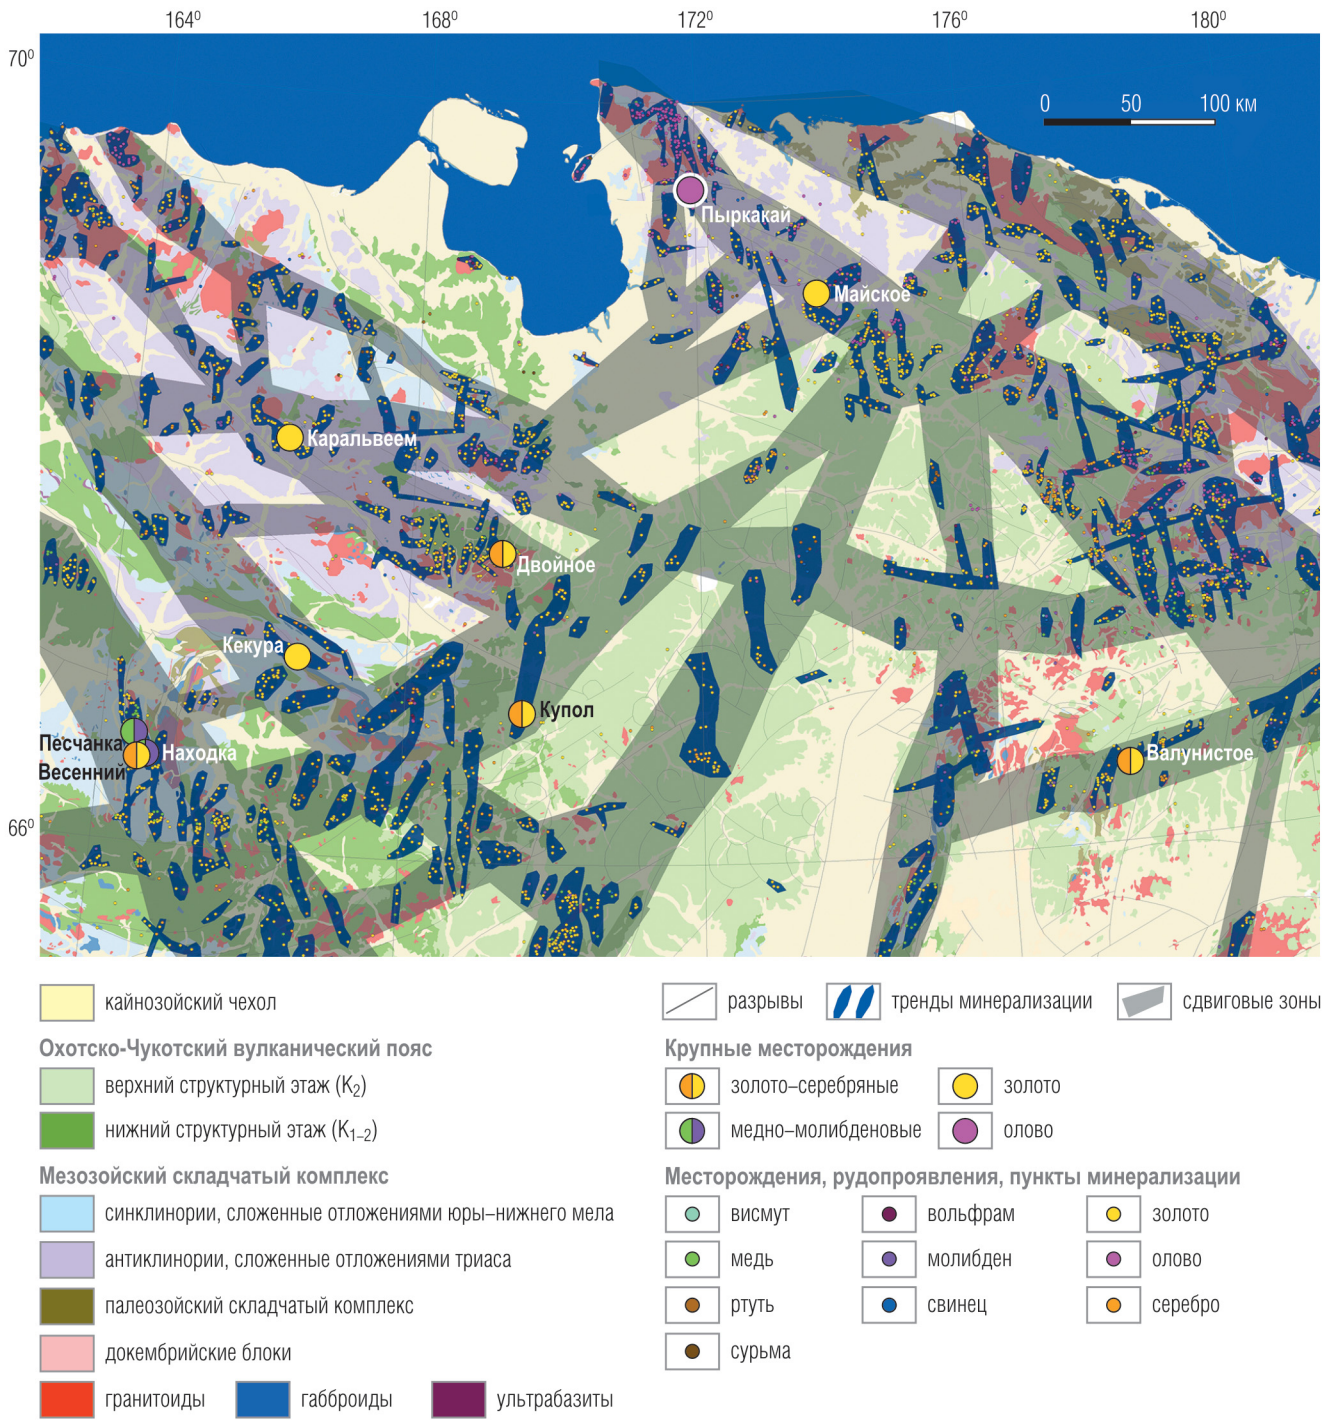 164⁰ 168⁰ 172⁰ 176⁰ 180⁰
70⁰
0 50 100 км
Пыркакай
Майское
Каральвеем
Двойное
Кекура
Купол
Песчанка
Находка
Весенний
Валунистое
66⁰
кайнозойский чехол
Охотско-Чукотский вулканический пояс
верхний структурный этаж (K₂)
нижний структурный этаж (K₁₋₂)
Мезозойский складчатый комплекс
синклинории, сложенные отложениями юры–нижнего мела
антиклинории, сложенные отложениями триаса
палеозойский складчатый комплекс
докембрийские блоки
гранитоиды габброиды ультрабазиты
разрывы тренды минерализации сдвиговые зоны
Крупные месторождения
золото–серебряные золото
медно–молибденовые олово
Месторождения, рудопроявления, пункты минерализации
висмут вольфрам золото
медь молибден олово
ртуть свинец серебро
сурьма